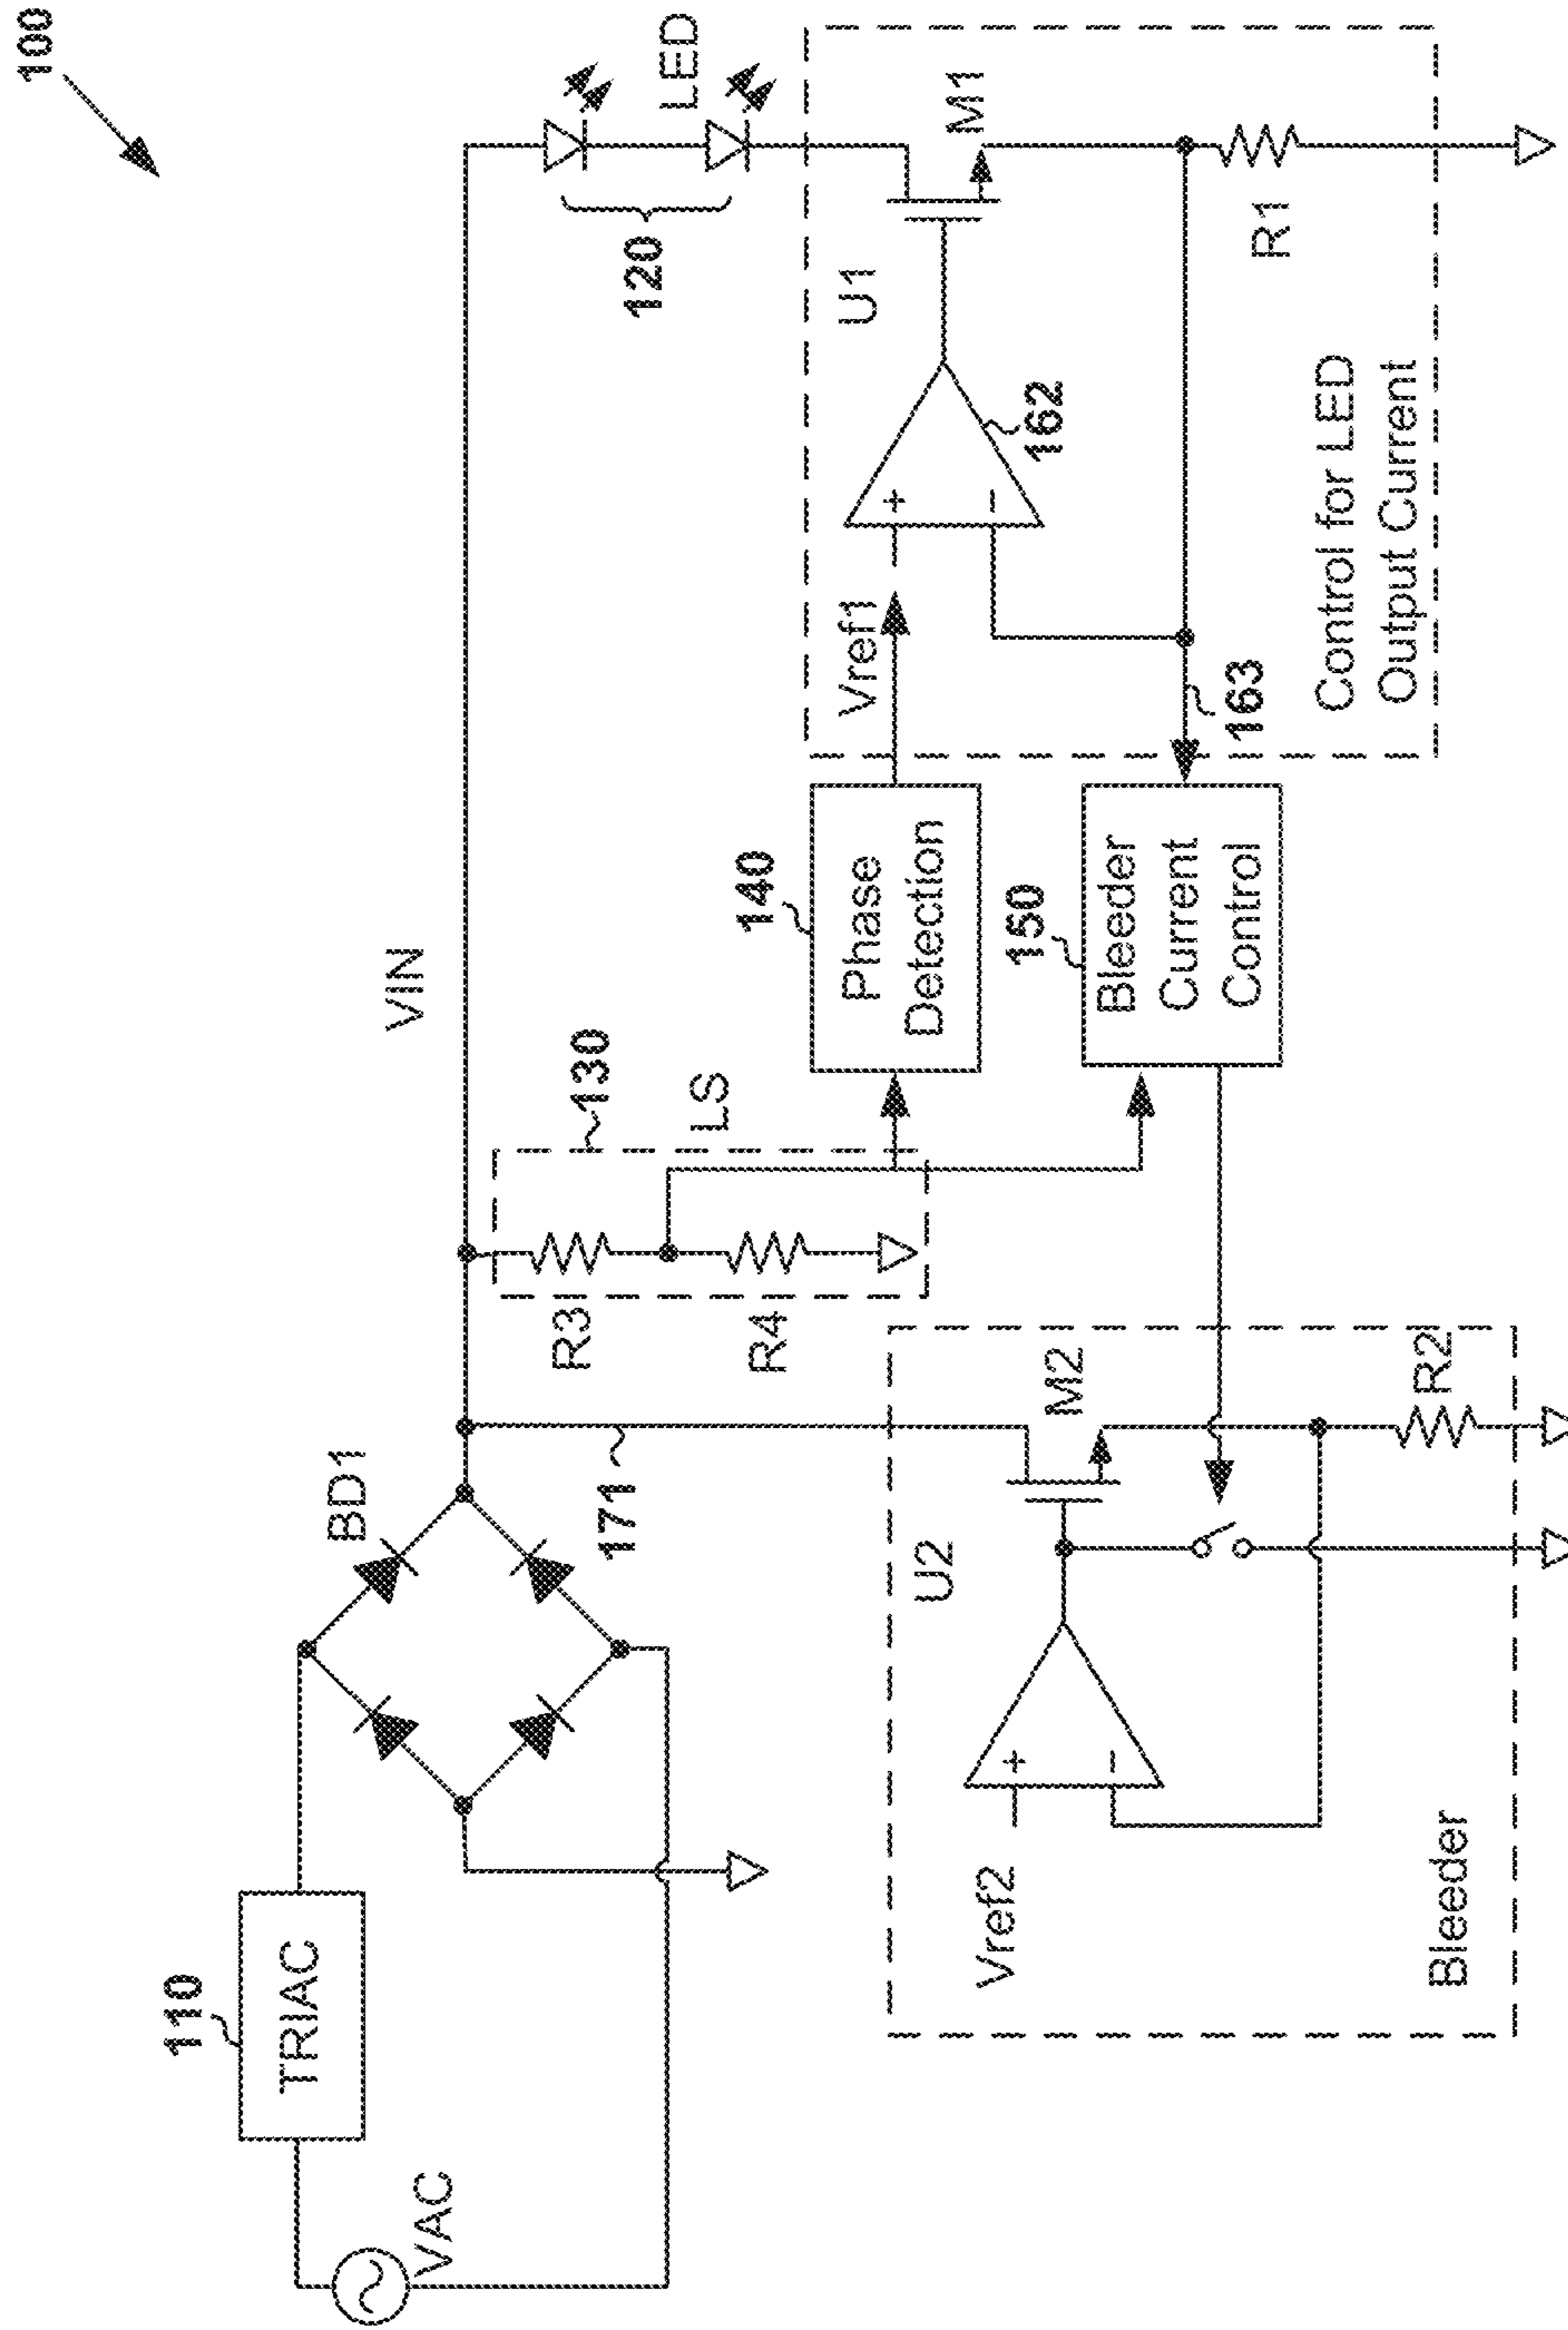 100
110
TRIAC
VAC
BD1
VIN
171
R3
R4
130
LS
120
LED
140
Phase
Detection
150
Bleeder
Current
Control
Vref1
+
−
U1
162
M1
163
R1
Control for LED
Output Current
Vref2
+
−
U2
M2
R2
Bleeder